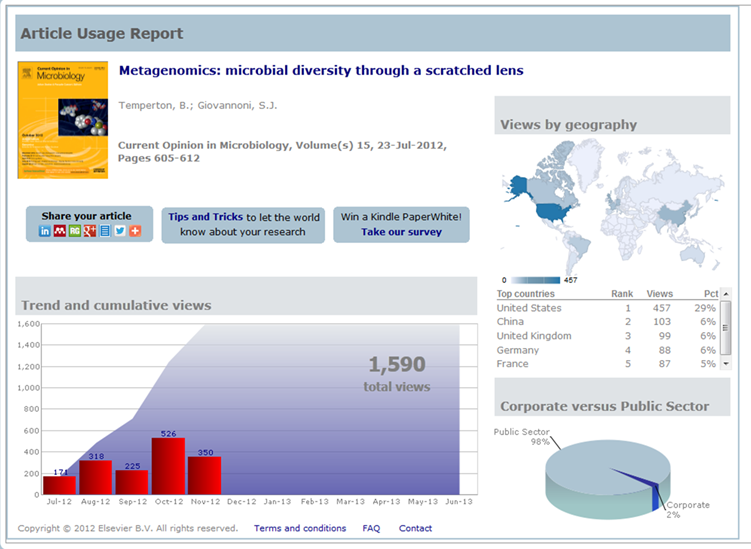 Article Usage Report
Current Opinion in
Microbiology
Metagenomics: microbial diversity through a scratched lens
Temperton, B.; Giovannoni, S.J.
Current Opinion in Microbiology, Volume(s) 15, 23-Jul-2012,
Pages 605-612
Share your article
Tips and Tricks to let the world
know about your research
Win a Kindle PaperWhite!
Take our survey
Views by geography
0 457
Top countries Rank Views Pct
United States 1 457 29%
China 2 103 6%
United Kingdom 3 99 6%
Germany 4 88 6%
France 5 87 5%
Trend and cumulative views
1,600
1,400
1,200
1,000
800
600
400
200
0
1,590
total views
171 318 225 526 350
Jul-12 Aug-12 Sep-12 Oct-12 Nov-12 Dec-12 Jan-13 Feb-13 Mar-13 Apr-13 May-13 Jun-13
Corporate versus Public Sector
Public Sector
98%
Corporate
2%
Copyright © 2012 Elsevier B.V. All rights reserved. Terms and conditions FAQ Contact